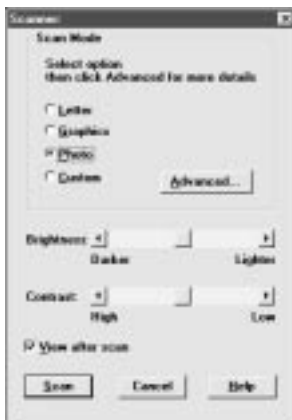 Scanner
Scan Mode
Select option
then click Advanced for more details
Letter
Graphics
Photo
Custom
Advanced...
Brightness:
Darker Lighter
Contrast:
High Low
View after scan
Scan Cancel Help